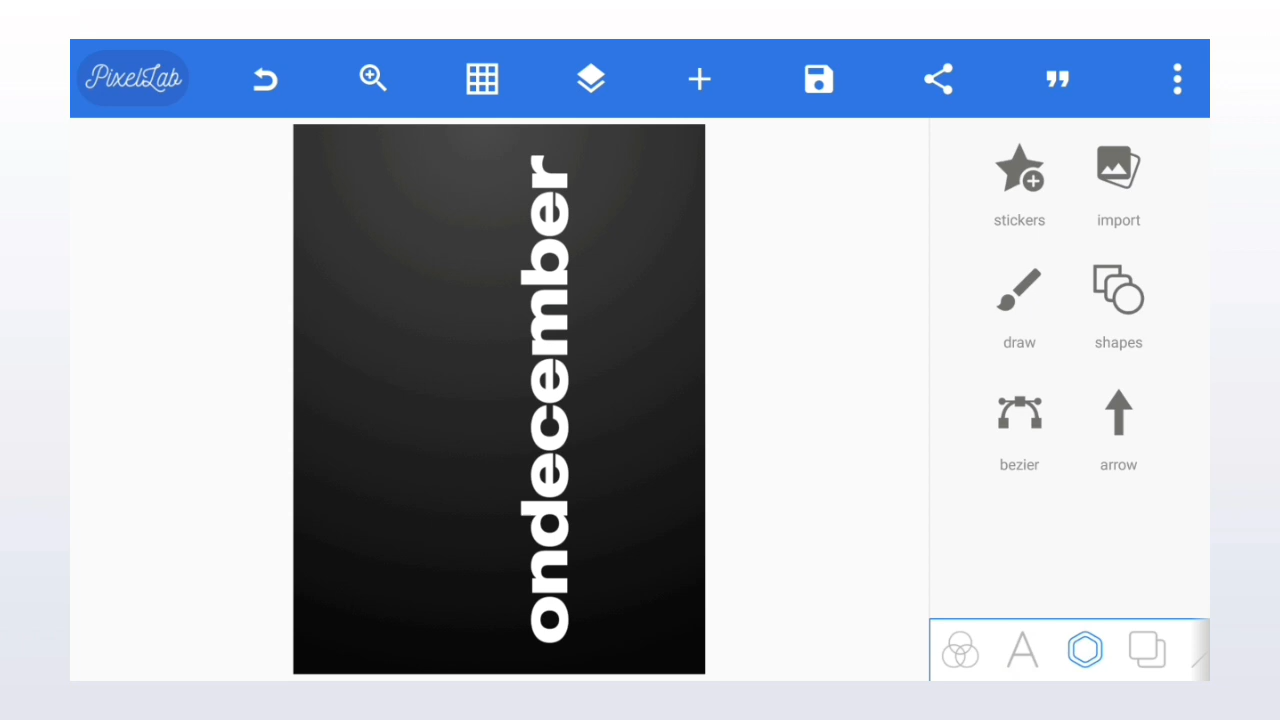 PixelLab
ondecember
stickers
import
draw
shapes
bezier
arrow